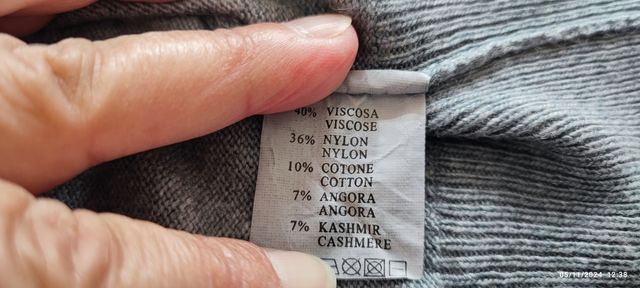 40% VISCOSA
VISCOSE
36% NYLON
NYLON
10% COTONE
COTTON
7% ANGORA
ANGORA
7% KASHMIR
CASHMERE
05/11/2024 12:38